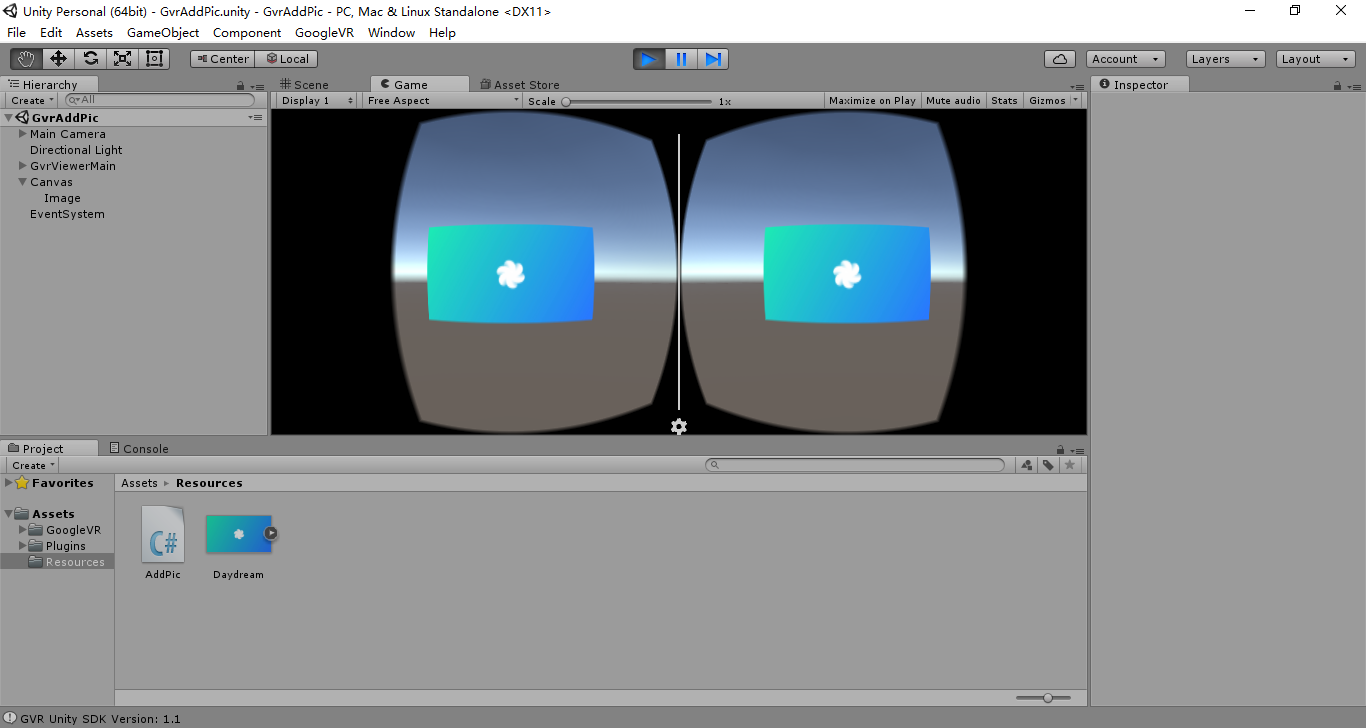 Unity Personal (64bit) - GvrAddPic.unity - GvrAddPic - PC, Mac & Linux Standalone <DX11>
File Edit Assets GameObject Component GoogleVR Window Help
Center Local Account Layers Layout
Hierarchy Scene Game Asset Store Inspector
Create All Display 1 Free Aspect Scale 1x Maximize on Play Mute audio Stats Gizmos
GvrAddPic
Main Camera
Directional Light
GvrViewerMain
Canvas
Image
EventSystem
Project Console
Create
Favorites Assets Resources
Assets
GoogleVR
Plugins
Resources
C#
AddPic Daydream
GVR Unity SDK Version: 1.1